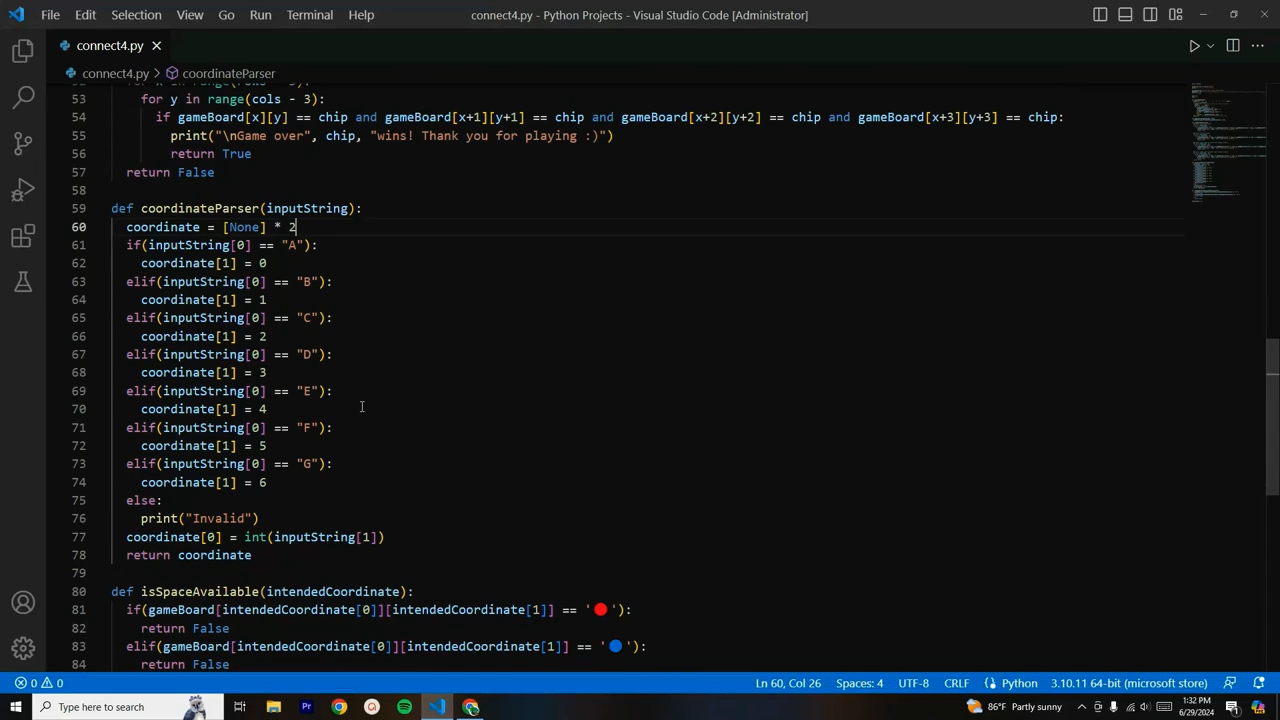 File Edit Selection View Go Run Terminal Help connect4.py - Python Projects - Visual Studio Code [Administrator]
connect4.py
connect4.py > coordinateParser
53 for y in range(cols - 3):
54 if gameBoard[x][y] == chip and gameBoard[x+1][y+1] == chip and gameBoard[x+2][y+2] == chip and gameBoard[x+3][y+3] == chip:
55 print("\nGame over", chip, "wins! Thank you for playing :)")
56 return True
57 return False
58
59 def coordinateParser(inputString):
60 coordinate = [None] * 2
61 if(inputString[0] == "A"):
62 coordinate[1] = 0
63 elif(inputString[0] == "B"):
64 coordinate[1] = 1
65 elif(inputString[0] == "C"):
66 coordinate[1] = 2
67 elif(inputString[0] == "D"):
68 coordinate[1] = 3
69 elif(inputString[0] == "E"):
70 coordinate[1] = 4
71 elif(inputString[0] == "F"):
72 coordinate[1] = 5
73 elif(inputString[0] == "G"):
74 coordinate[1] = 6
75 else:
76 print("Invalid")
77 coordinate[0] = int(inputString[1])
78 return coordinate
79
80 def isSpaceAvailable(intendedCoordinate):
81 if(gameBoard[intendedCoordinate[0]][intendedCoordinate[1]] == '🔴'):
82 return False
83 elif(gameBoard[intendedCoordinate[0]][intendedCoordinate[1]] == '🔵'):
84 return False
0 0 Ln 60, Col 26 Spaces: 4 UTF-8 CRLF Python 3.10.11 64-bit (microsoft store)
Type here to search Pr 86°F Partly sunny 1:32 PM
6/29/2024